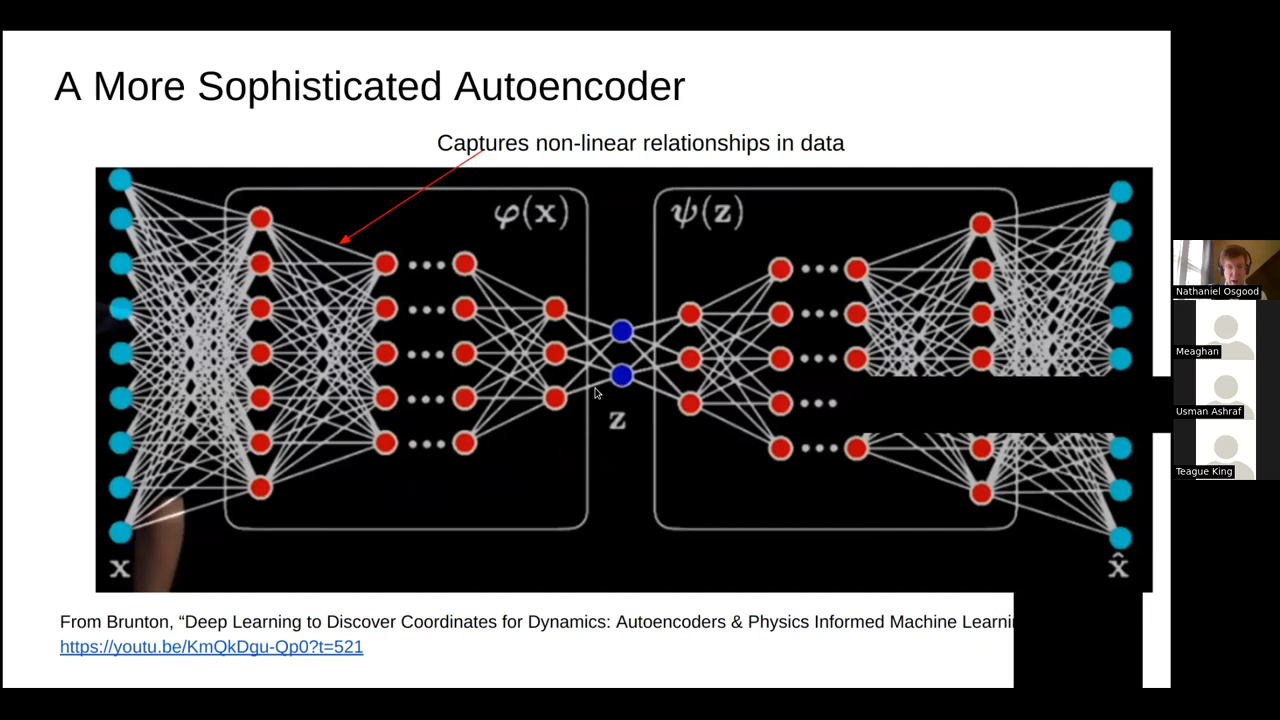 A More Sophisticated Autoencoder
Captures non-linear relationships in data
φ(x)
ψ(z)
z
x
x̂
From Brunton, “Deep Learning to Discover Coordinates for Dynamics: Autoencoders & Physics Informed Machine
https://youtu.be/KmQkDgu-Qp0?t=521
Nathaniel Osgood
Meaghan
Usman Ashraf
Teague King